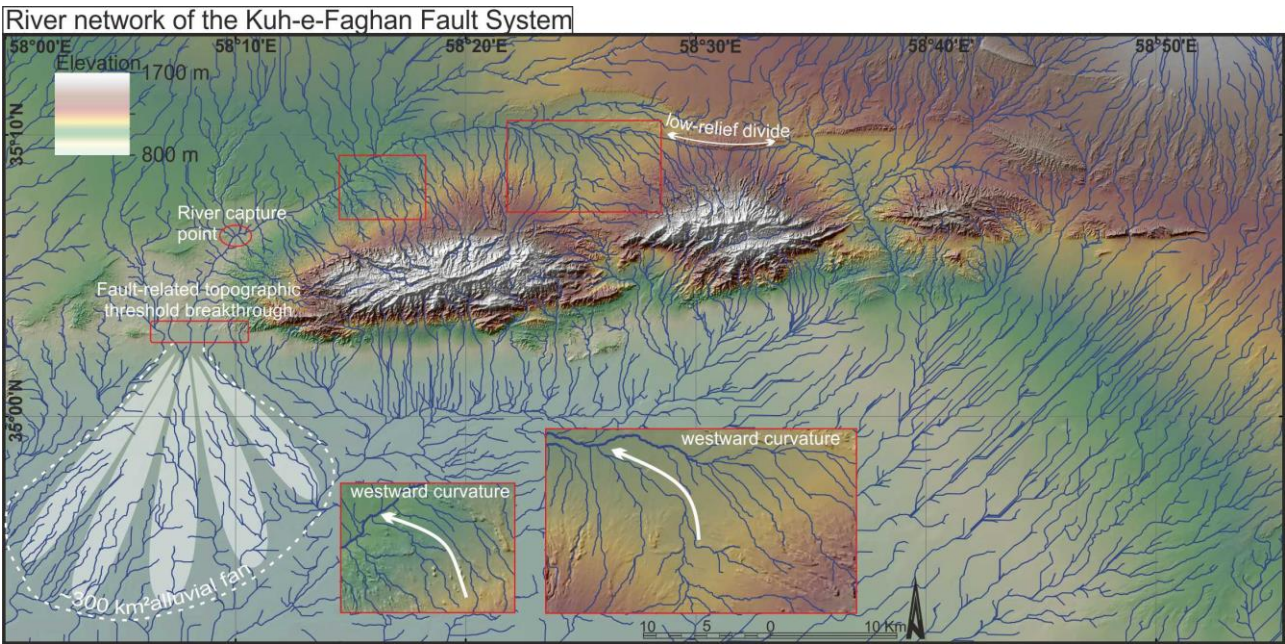 River network of the Kuh-e-Faghan Fault System
58°00'E
58°10'E
58°20'E
58°30'E
58°40'E
58°50'E
Elevation
1700 m
800 m
35°10'N
35°00'N
low-relief divide
River capture
point
Fault-related topographic
threshold breakthrough
~300 km² alluvial fan
westward curvature
westward curvature
10 5 0 10 Km